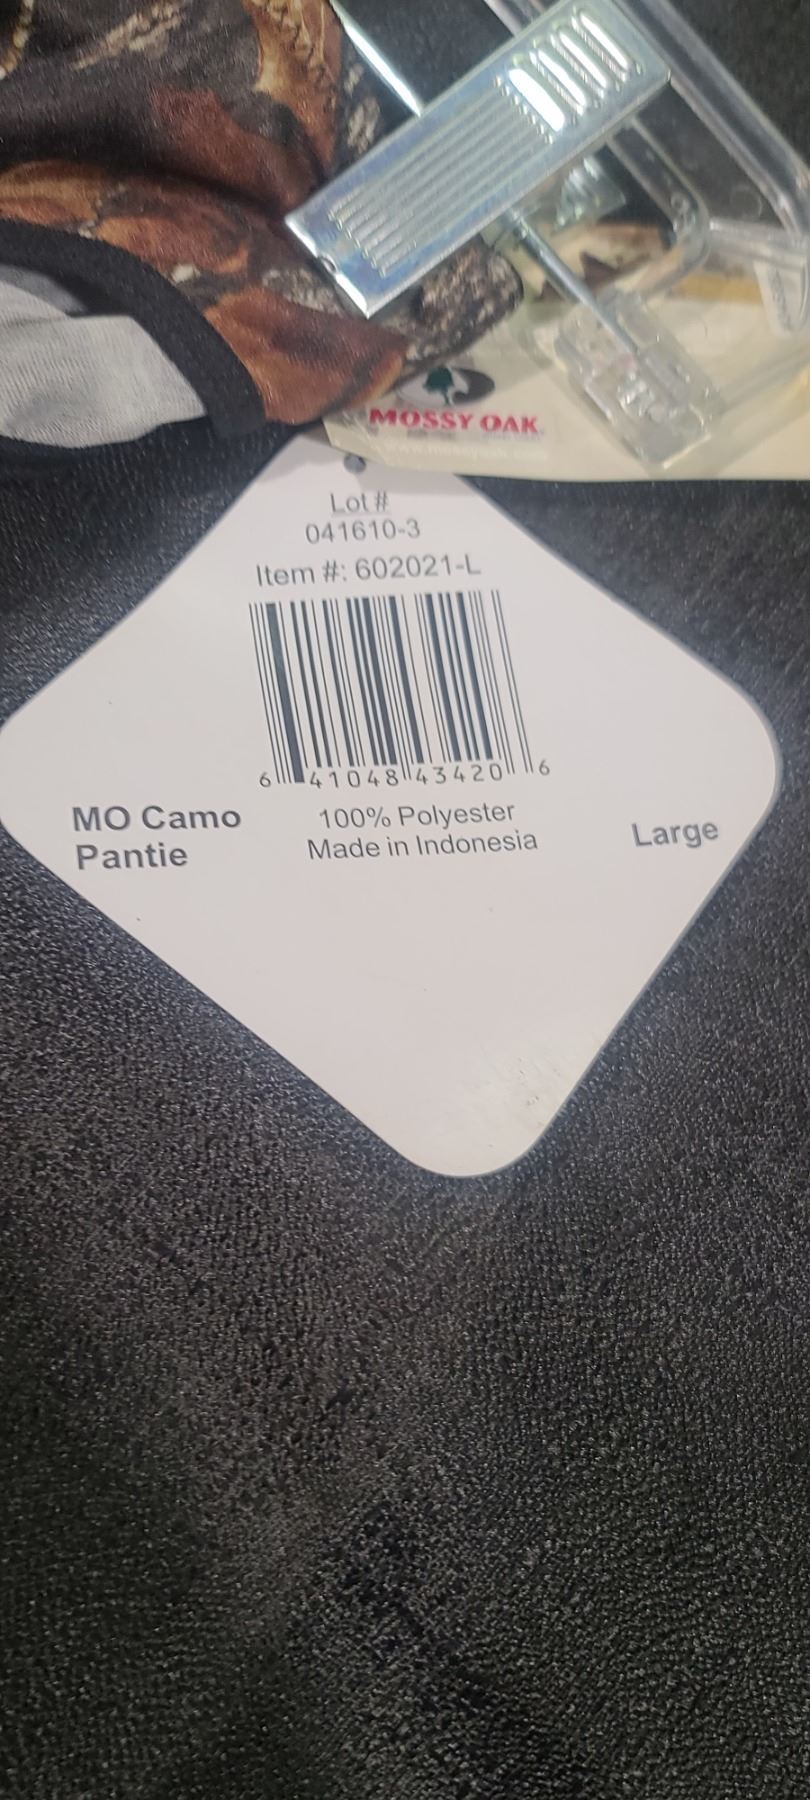 MOSSY OAK
Lot #
041610-3
Item #: 602021-L
6 41048 43420 6
MO Camo
Pantie
100% Polyester
Made in Indonesia
Large